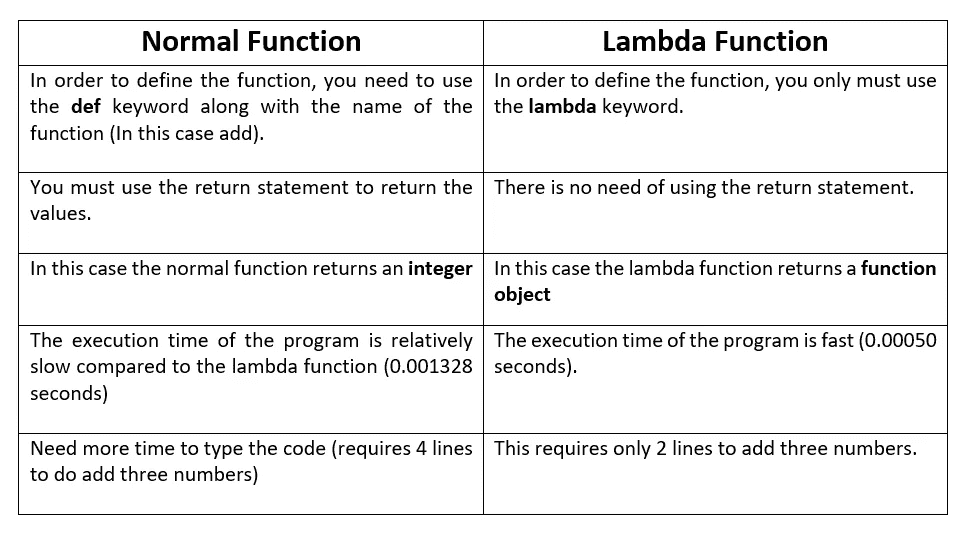 Normal Function
Lambda Function
In order to define the function, you need to use
the def keyword along with the name of the
function (In this case add).
In order to define the function, you only must use
the lambda keyword.
You must use the return statement to return the
values.
There is no need of using the return statement.
In this case the normal function returns an integer
In this case the lambda function returns a function
object
The execution time of the program is relatively
slow compared to the lambda function (0.001328
seconds)
The execution time of the program is fast (0.00050
seconds).
Need more time to type the code (requires 4 lines
to do add three numbers)
This requires only 2 lines to add three numbers.